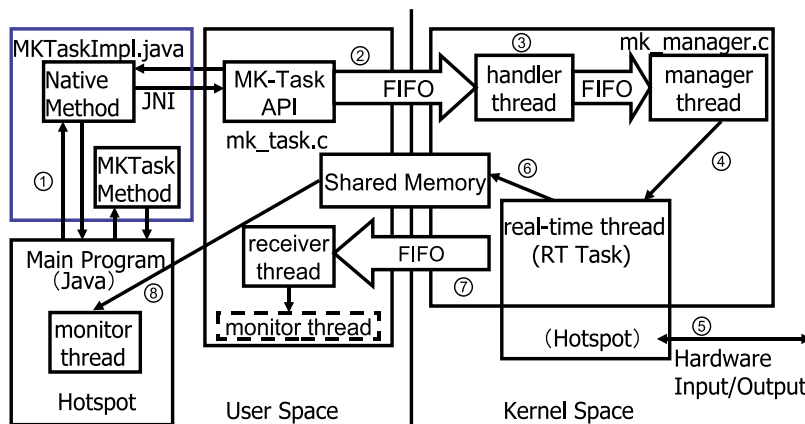 MKTaskImpl.java
Native
Method
JNI
MK-Task
API
mk_task.c
②
FIFO
③
handler
thread
FIFO
mk_manager.c
manager
thread
①
MKTask
Method
Shared Memory
⑥
④
real-time thread
(RT Task)
Main Program
(Java)
⑧
receiver
thread
FIFO
⑦
monitor
thread
monitor thread
(Hotspot)
⑤
Hardware
Input/Output
Hotspot
User Space
Kernel Space